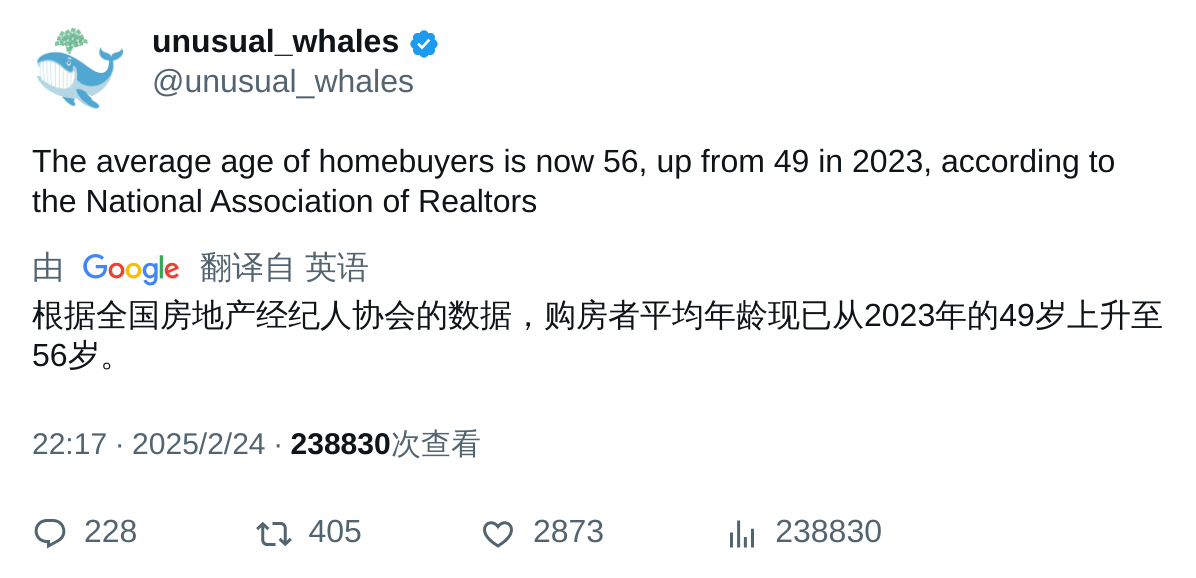 unusual_whales
@unusual_whales
The average age of homebuyers is now 56, up from 49 in 2023, according to
the National Association of Realtors
由 Google 翻译自 英语
根据全国房地产经纪人协会的数据，购房者平均年龄现已从2023年的49岁上升至
56岁。
22:17 · 2025/2/24 · 238830次查看
228 405 2873 238830